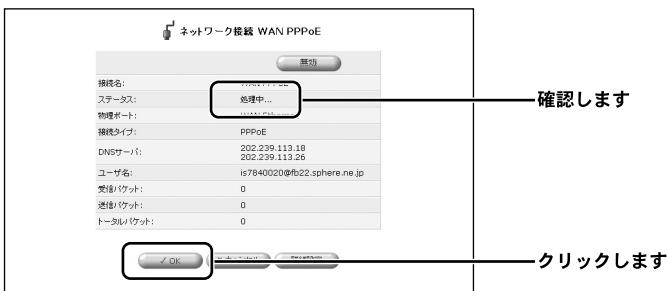 ネットワーク接続 WAN PPPoE
無効
接続名:
ステータス: 処理中...
確認します
物理ポート:
接続タイプ: PPPoE
DNSサーバ: 202.239.113.18
202.239.113.26
ユーザ名: is7840020@fb22.sphere.ne.jp
受信パケット: 0
送信パケット: 0
トータルパケット: 0
✓ OK
クリックします